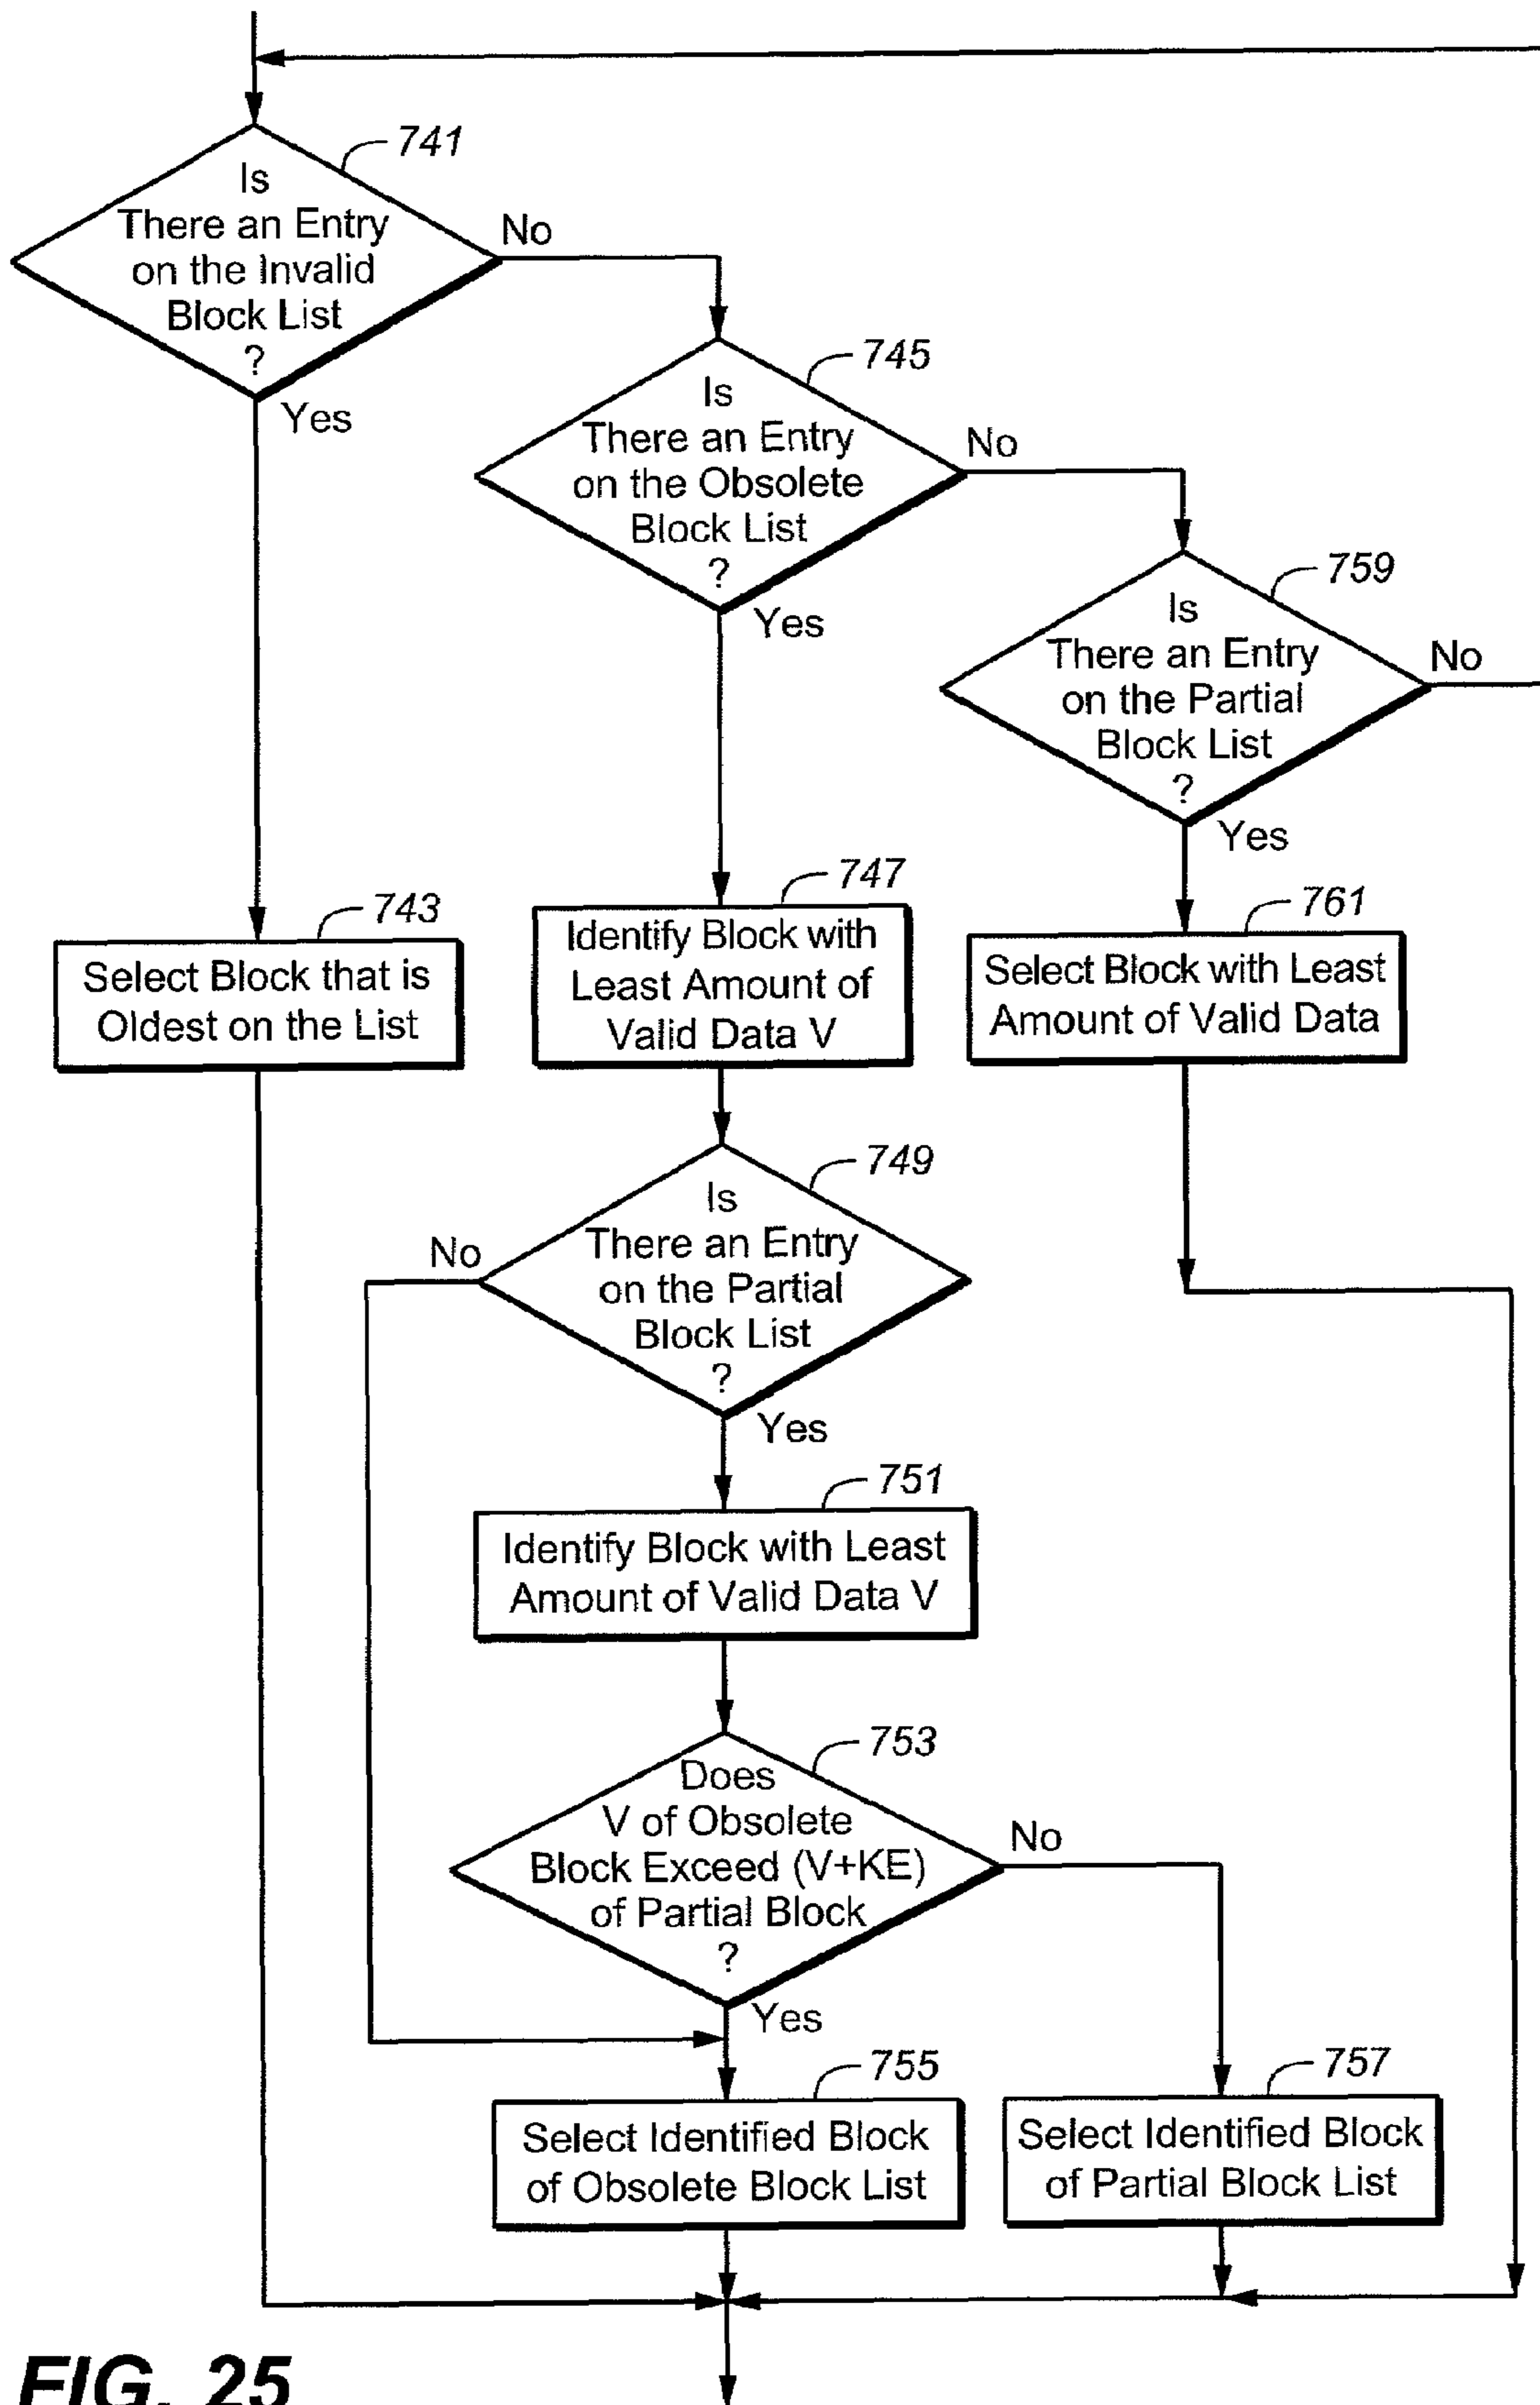 741
Is
There an Entry
on the Invalid
Block List
?
No
Yes
745
Is
There an Entry
on the Obsolete
Block List
?
No
Yes
759
Is
There an Entry
on the Partial
Block List
?
No
Yes
743
Select Block that is
Oldest on the List
747
Identify Block with
Least Amount of
Valid Data V
761
Select Block with Least
Amount of Valid Data
749
Is
There an Entry
on the Partial
Block List
?
No
Yes
751
Identify Block with Least
Amount of Valid Data V
753
Does
V of Obsolete
Block Exceed (V+KE)
of Partial Block
?
No
Yes
755
Select Identified Block
of Obsolete Block List
757
Select Identified Block
of Partial Block List
FIG. 25